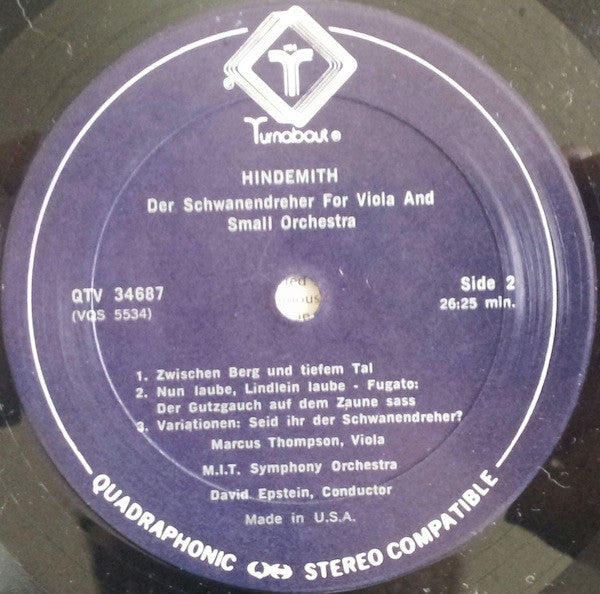 Turnabout
HINDEMITH
Der Schwanendreher For Viola And
Small Orchestra
QTV 34687
(VQS 5534)
Side 2
26:25 min.
1. Zwischen Berg und tiefem Tal
2. Nun laube, Lindlein laube - Fugato:
Der Gutzgauch auf dem Zaune sass
3. Variationen: Seid ihr der Schwanendreher?
Marcus Thompson, Viola
M.I.T. Symphony Orchestra
David Epstein, Conductor
Made in U.S.A.
QUADRAPHONIC QS STEREO COMPATIBLE